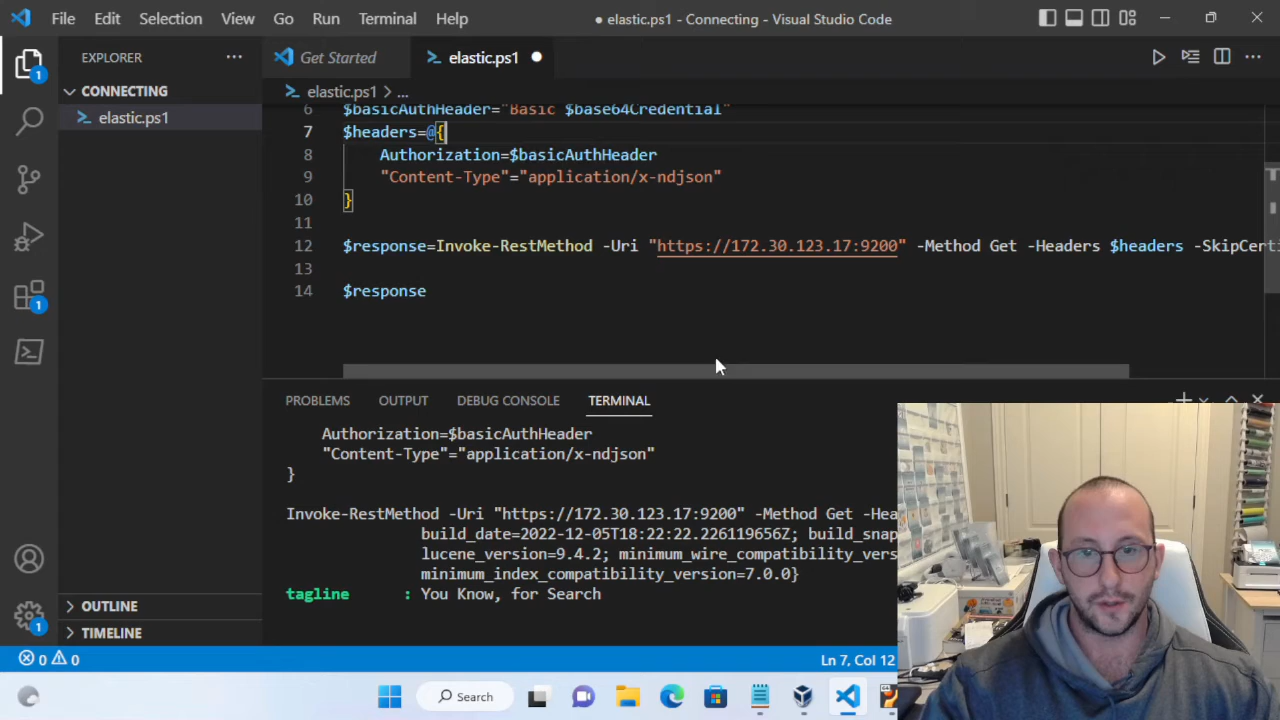 File Edit Selection View Go Run Terminal Help
● elastic.ps1 - Connecting - Visual Studio Code
EXPLORER ...
Get Started
elastic.ps1
1
CONNECTING
elastic.ps1
elastic.ps1 > ...
6 $basicAuthHeader="Basic $base64Credential"
7 $headers=@{
8 Authorization=$basicAuthHeader
9 "Content-Type"="application/x-ndjson"
10 }
11
12 $response=Invoke-RestMethod -Uri "https://172.30.123.17:9200" -Method Get -Headers $headers -SkipCerti
13
14 $response
1
PROBLEMS OUTPUT DEBUG CONSOLE TERMINAL
Authorization=$basicAuthHeader
"Content-Type"="application/x-ndjson"
}
Invoke-RestMethod -Uri "https://172.30.123.17:9200" -Method Get -Hea
build_date=2022-12-05T18:22:22.226119656Z; build_snap
lucene_version=9.4.2; minimum_wire_compatibility_vers
minimum_index_compatibility_version=7.0.0}
tagline : You Know, for Search
OUTLINE
1
TIMELINE
0 0
Ln 7, Col 12
Search